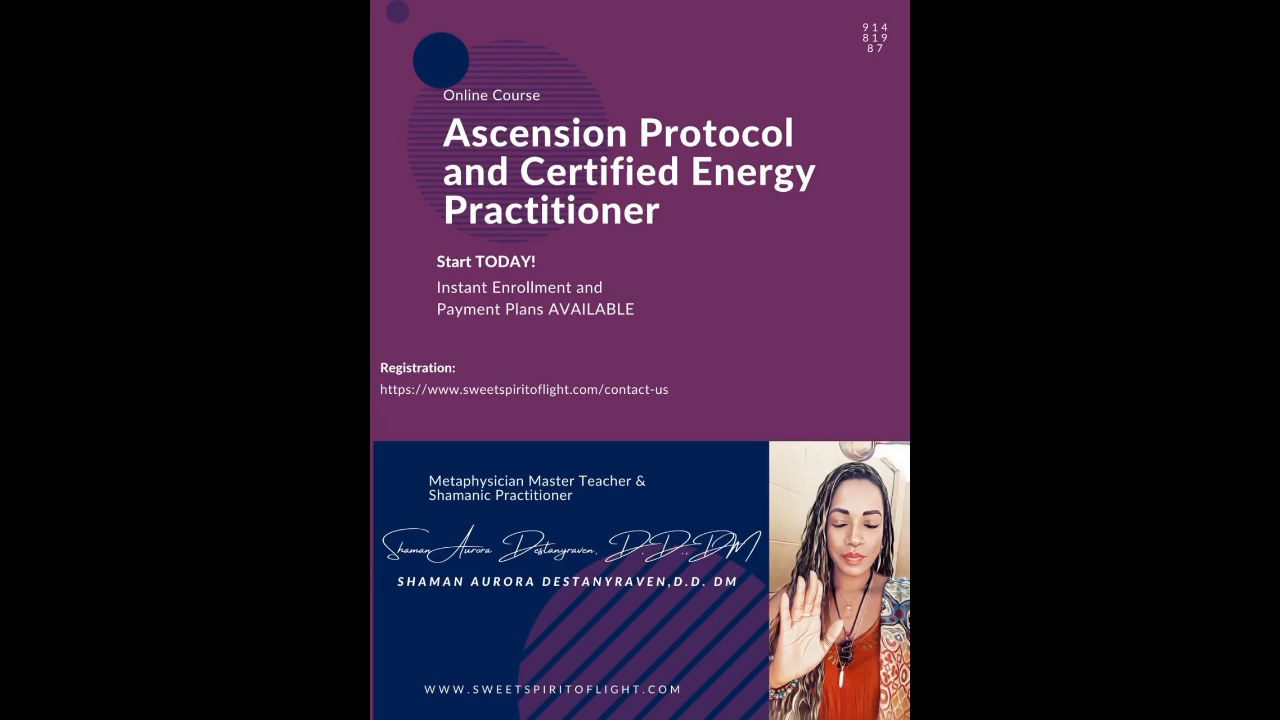 914
819
87
Online Course
Ascension Protocol
and Certified Energy
Practitioner
Start TODAY!
Instant Enrollment and
Payment Plans AVAILABLE
Registration:
https://www.sweetspiritoflight.com/contact-us
Metaphysician Master Teacher &
Shamanic Practitioner
Shaman Aurora Destanyraven, D.D., DM
SHAMAN AURORA DESTANYRAVEN,D.D. DM
WWW.SWEETSPIRITOFLIGHT.COM